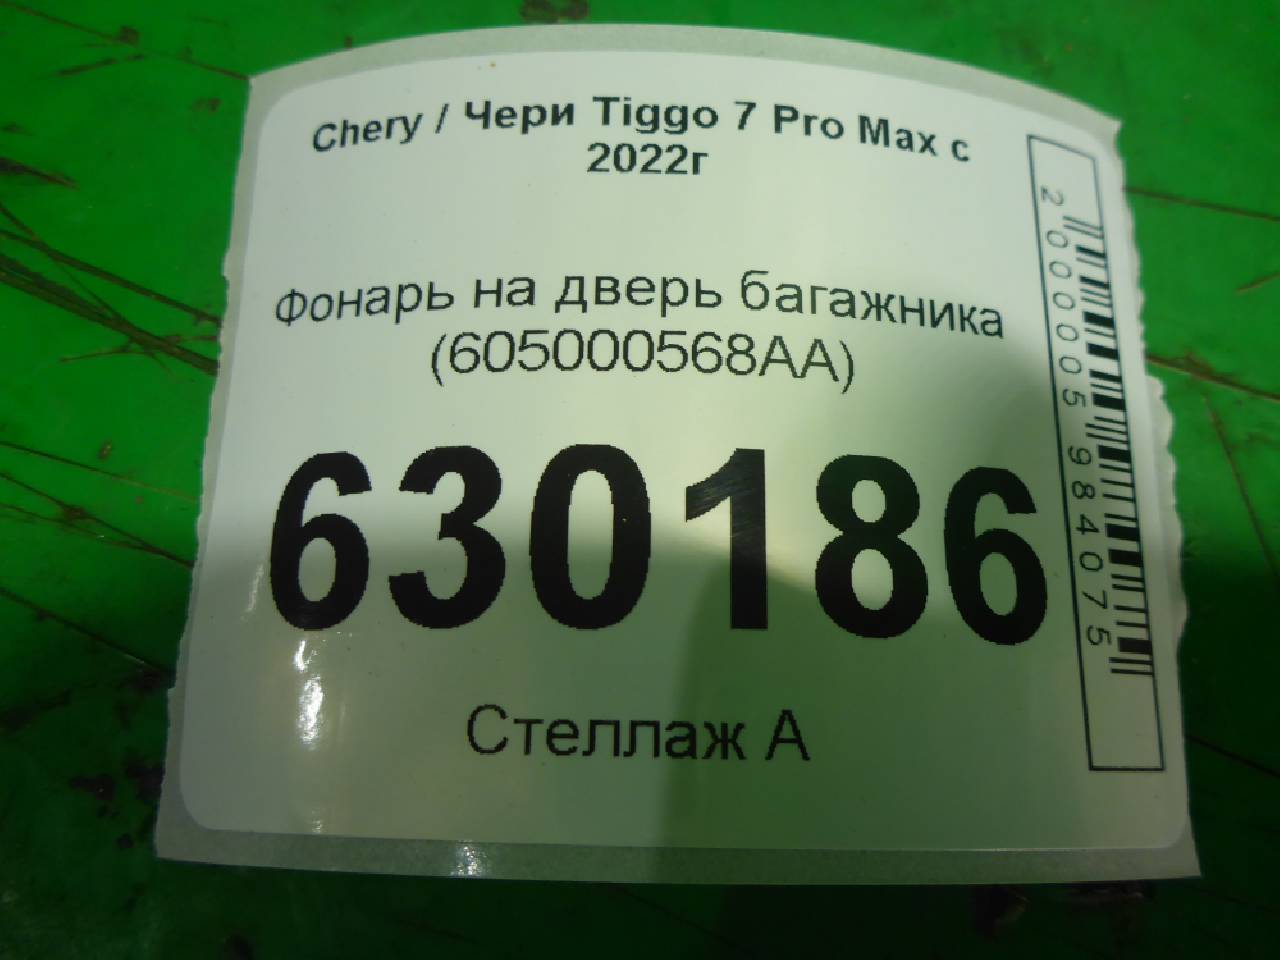 Chery / Чери Tiggo 7 Pro Max с
2022г
Фонарь на дверь багажника
(605000568AA)
630186
Стеллаж А
2000005984075